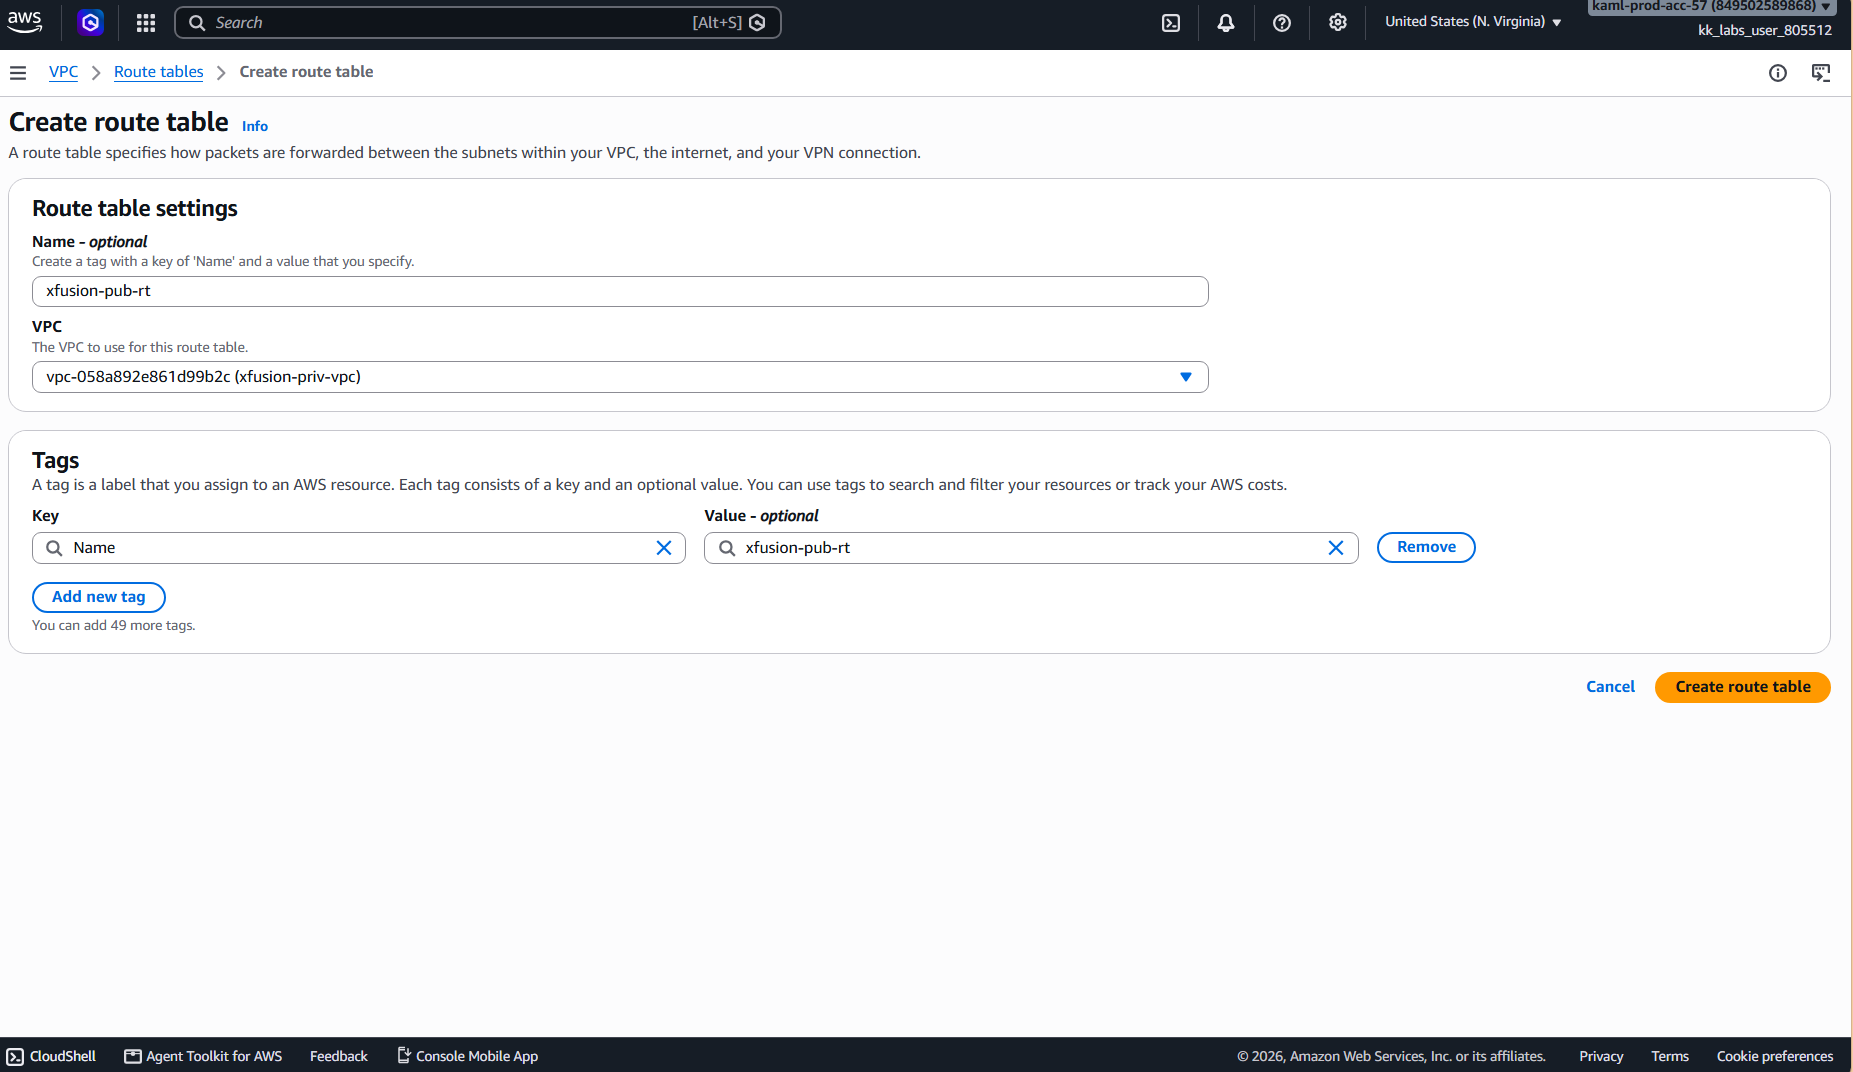 aws
Search [Alt+S]
United States (N. Virginia)
kaml-prod-acc-57 (849502589868)
kk_labs_user_805512
VPC Route tables Create route table
Create route table Info
A route table specifies how packets are forwarded between the subnets within your VPC, the internet, and your VPN connection.
Route table settings
Name - optional
Create a tag with a key of 'Name' and a value that you specify.
xfusion-pub-rt
VPC
The VPC to use for this route table.
vpc-058a892e861d99b2c (xfusion-priv-vpc)
Tags
A tag is a label that you assign to an AWS resource. Each tag consists of a key and an optional value. You can use tags to search and filter your resources or track your AWS costs.
Key Value - optional
Name xfusion-pub-rt Remove
Add new tag
You can add 49 more tags.
Cancel Create route table
CloudShell Agent Toolkit for AWS Feedback Console Mobile App © 2026, Amazon Web Services, Inc. or its affiliates. Privacy Terms Cookie preferences